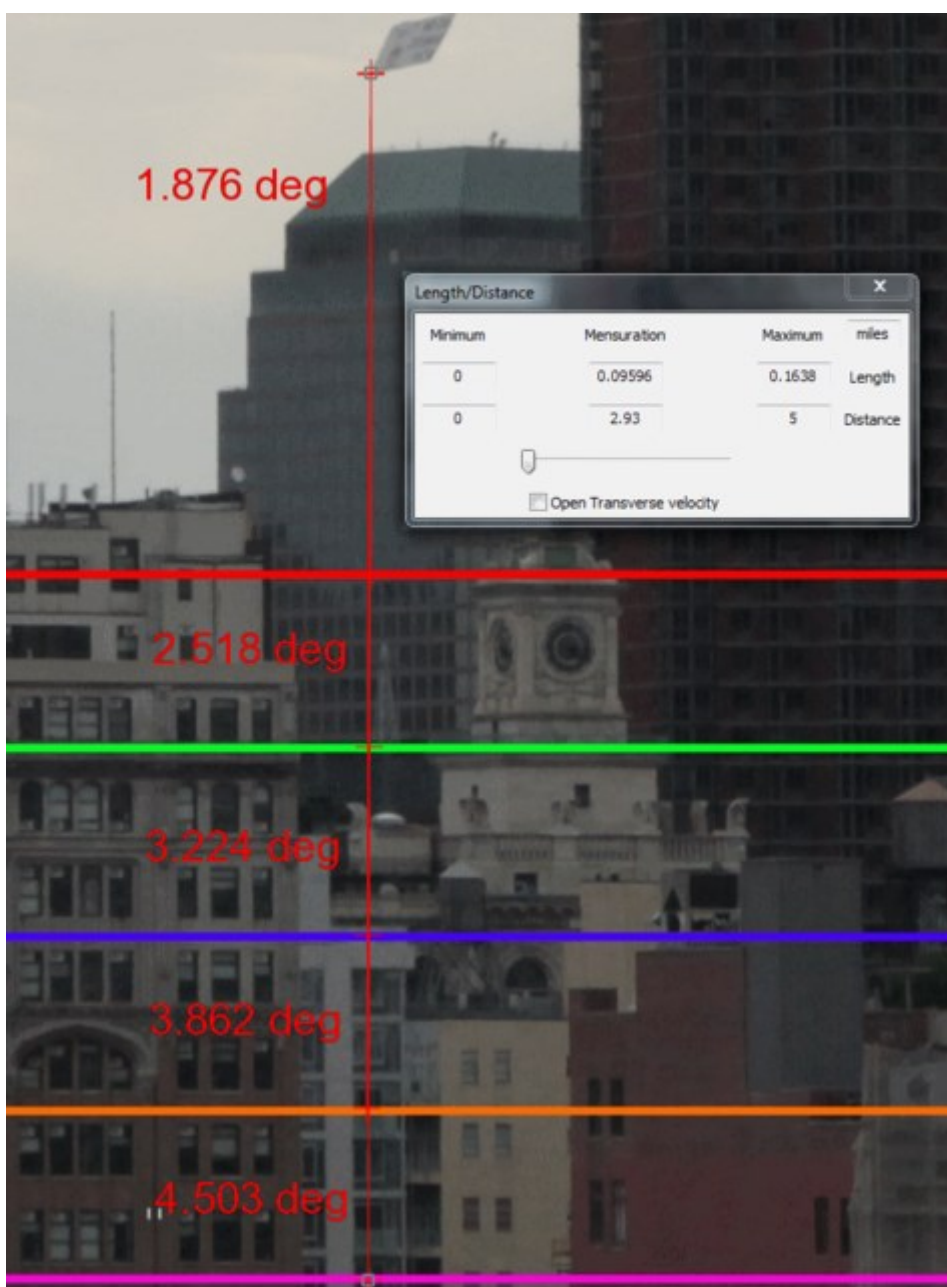 1.876 deg
Length/Distance
x
Minimum Mensuration Maximum miles
0 0.09596 0.1638 Length
0 2.93 5 Distance
Open Transverse velocity
2.518 deg
3.224 deg
3.862 deg
4.503 deg